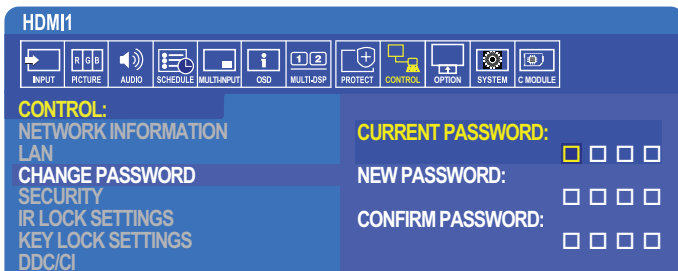 HDMI1
INPUT
RGB
PICTURE
AUDIO
SCHEDULE
MULTI-INPUT
i
OSD
1 2
MULTI-DSP
PROTECT
CONTROL
OPTION
SYSTEM
C MODULE
CONTROL:
NETWORK INFORMATION
LAN
CHANGE PASSWORD
SECURITY
IR LOCK SETTINGS
KEY LOCK SETTINGS
DDC/CI
CURRENT PASSWORD:
NEW PASSWORD:
CONFIRM PASSWORD: